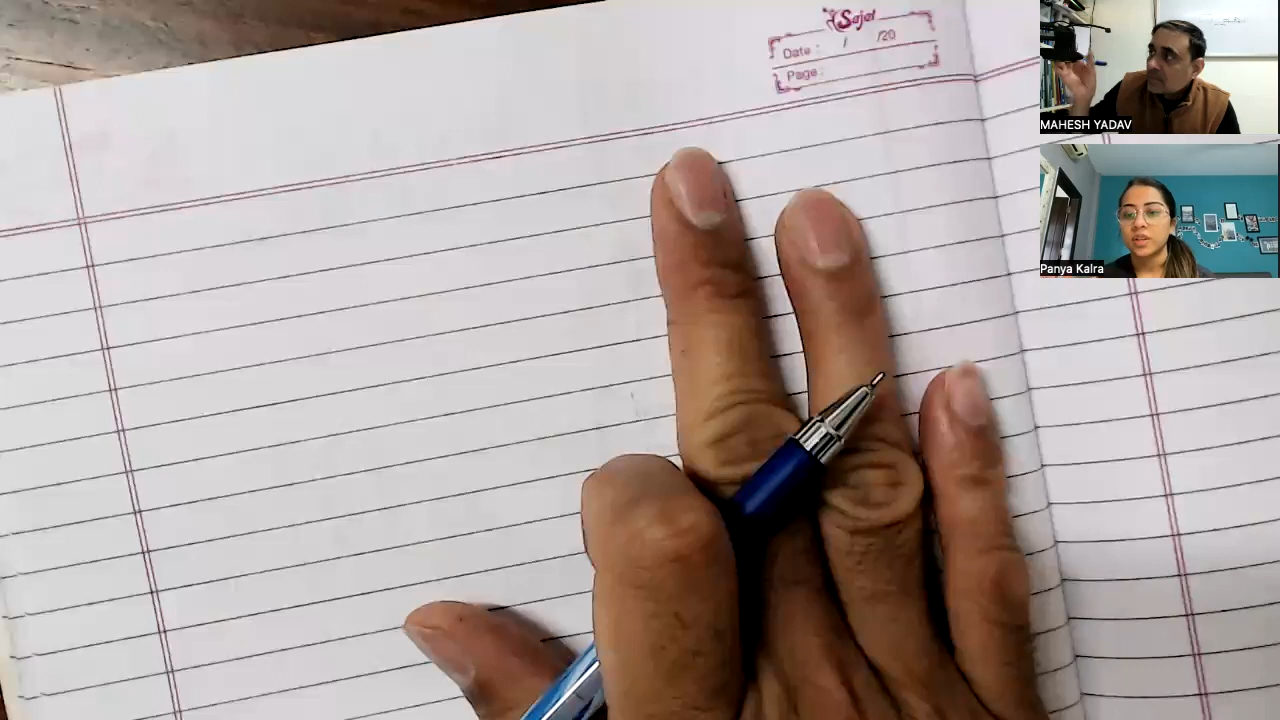 Sajal
Date : / /20
Page :
MAHESH YADAV
Panya Kalra